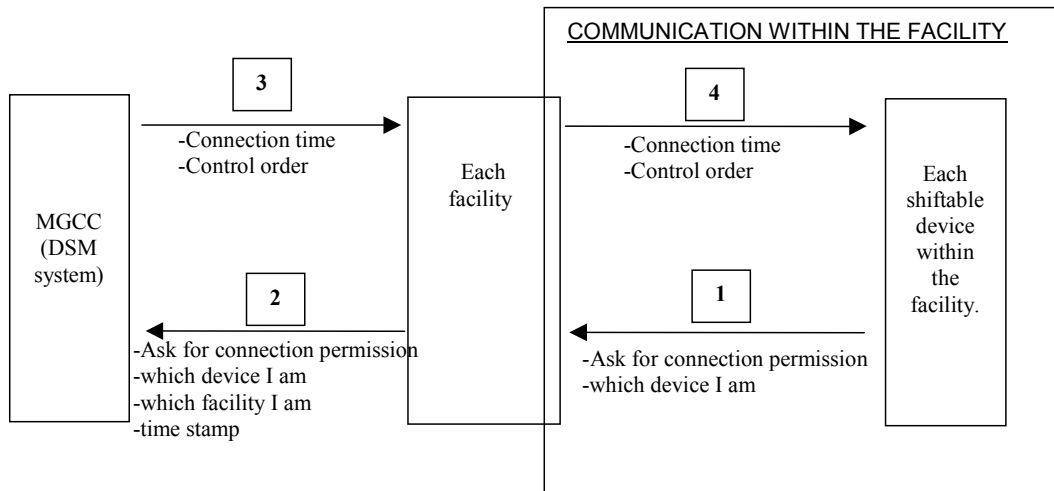 COMMUNICATION WITHIN THE FACILITY
3
-Connection time
-Control order
4
-Connection time
-Control order
MGCC
(DSM
system)
Each
facility
Each
shiftable
device
within
the
facility.
2
-Ask for connection permission
-which device I am
-which facility I am
-time stamp
1
-Ask for connection permission
-which device I am